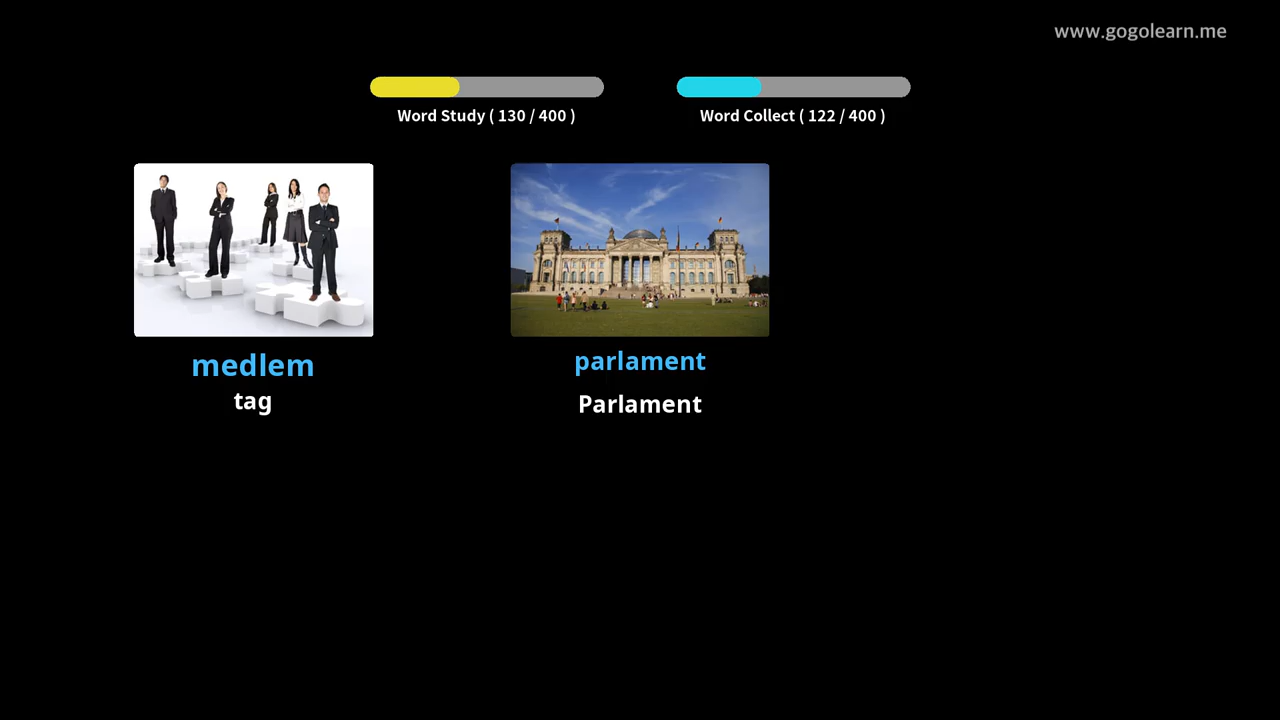 www.gogolearn.me
Word Study ( 130 / 400 )
Word Collect ( 122 / 400 )
medlem
tag
parlament
Parlament